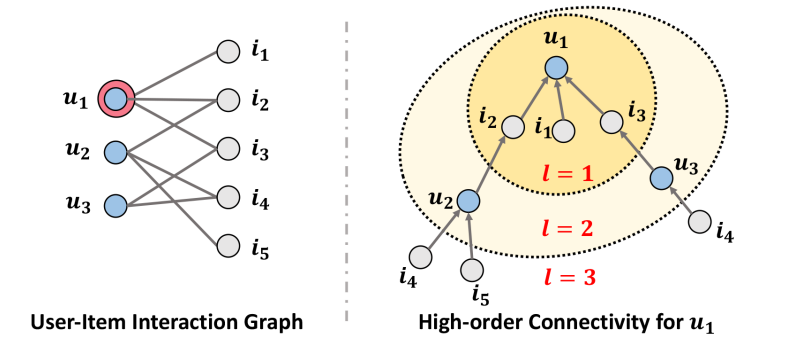 u₁
u₂
u₃
i₁
i₂
i₃
i₄
i₅
User-Item Interaction Graph
u₁
i₂
i₁
i₃
l = 1
u₃
u₂
l = 2
i₄
i₄
l = 3
i₅
High-order Connectivity for u₁